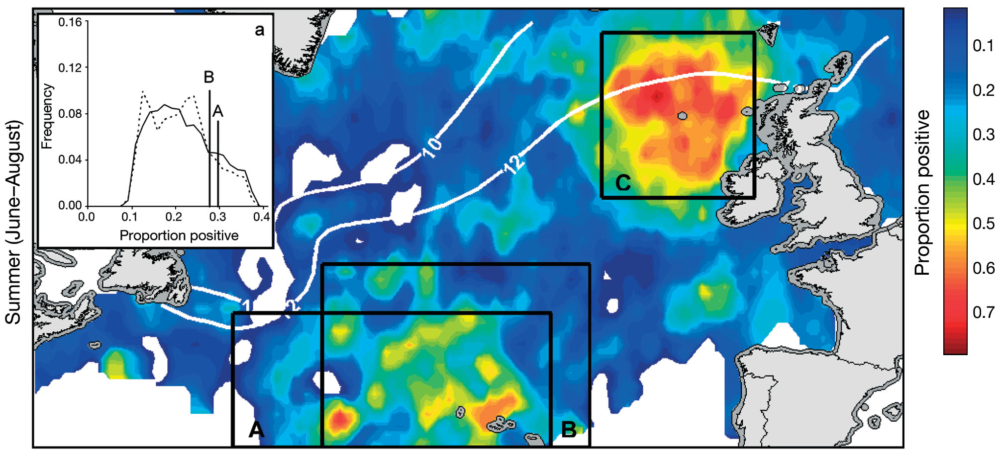 Summer (June–August)
a
Frequency
0.16
0.12
0.08
0.04
0.00
B
A
0.0 0.1 0.2 0.3 0.4
Proportion positive
10
12
1
12
C
A
B
Proportion positive
0.1
0.2
0.3
0.4
0.5
0.6
0.7